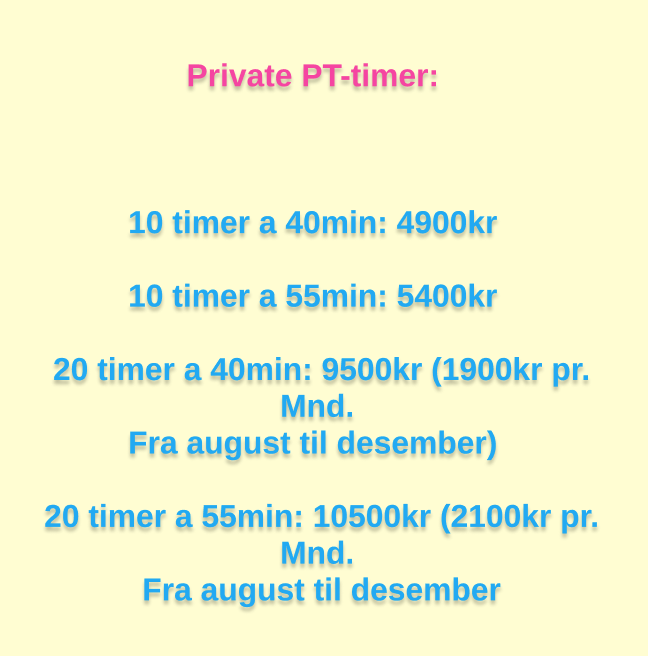 Private PT-timer:
10 timer a 40min: 4900kr
10 timer a 55min: 5400kr
20 timer a 40min: 9500kr (1900kr pr.
Mnd.
Fra august til desember)
20 timer a 55min: 10500kr (2100kr pr.
Mnd.
Fra august til desember